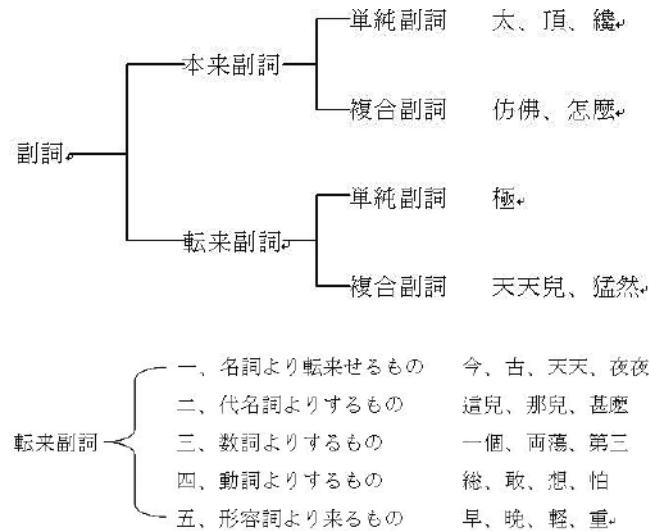 単純副詞 太、頂、纔
本来副詞
複合副詞 仿佛、怎麼
副詞
単純副詞 極
転来副詞
複合副詞 天天兒、猛然
一、名詞より転来せるもの 今、古、天天、夜夜
二、代名詞よりするもの 這兒、那兒、甚麼
転来副詞 三、数詞よりするもの 一個、両蕩、第三
四、動詞よりするもの 総、敢、想、怕
五、形容詞より来るもの 早、晩、軽、重